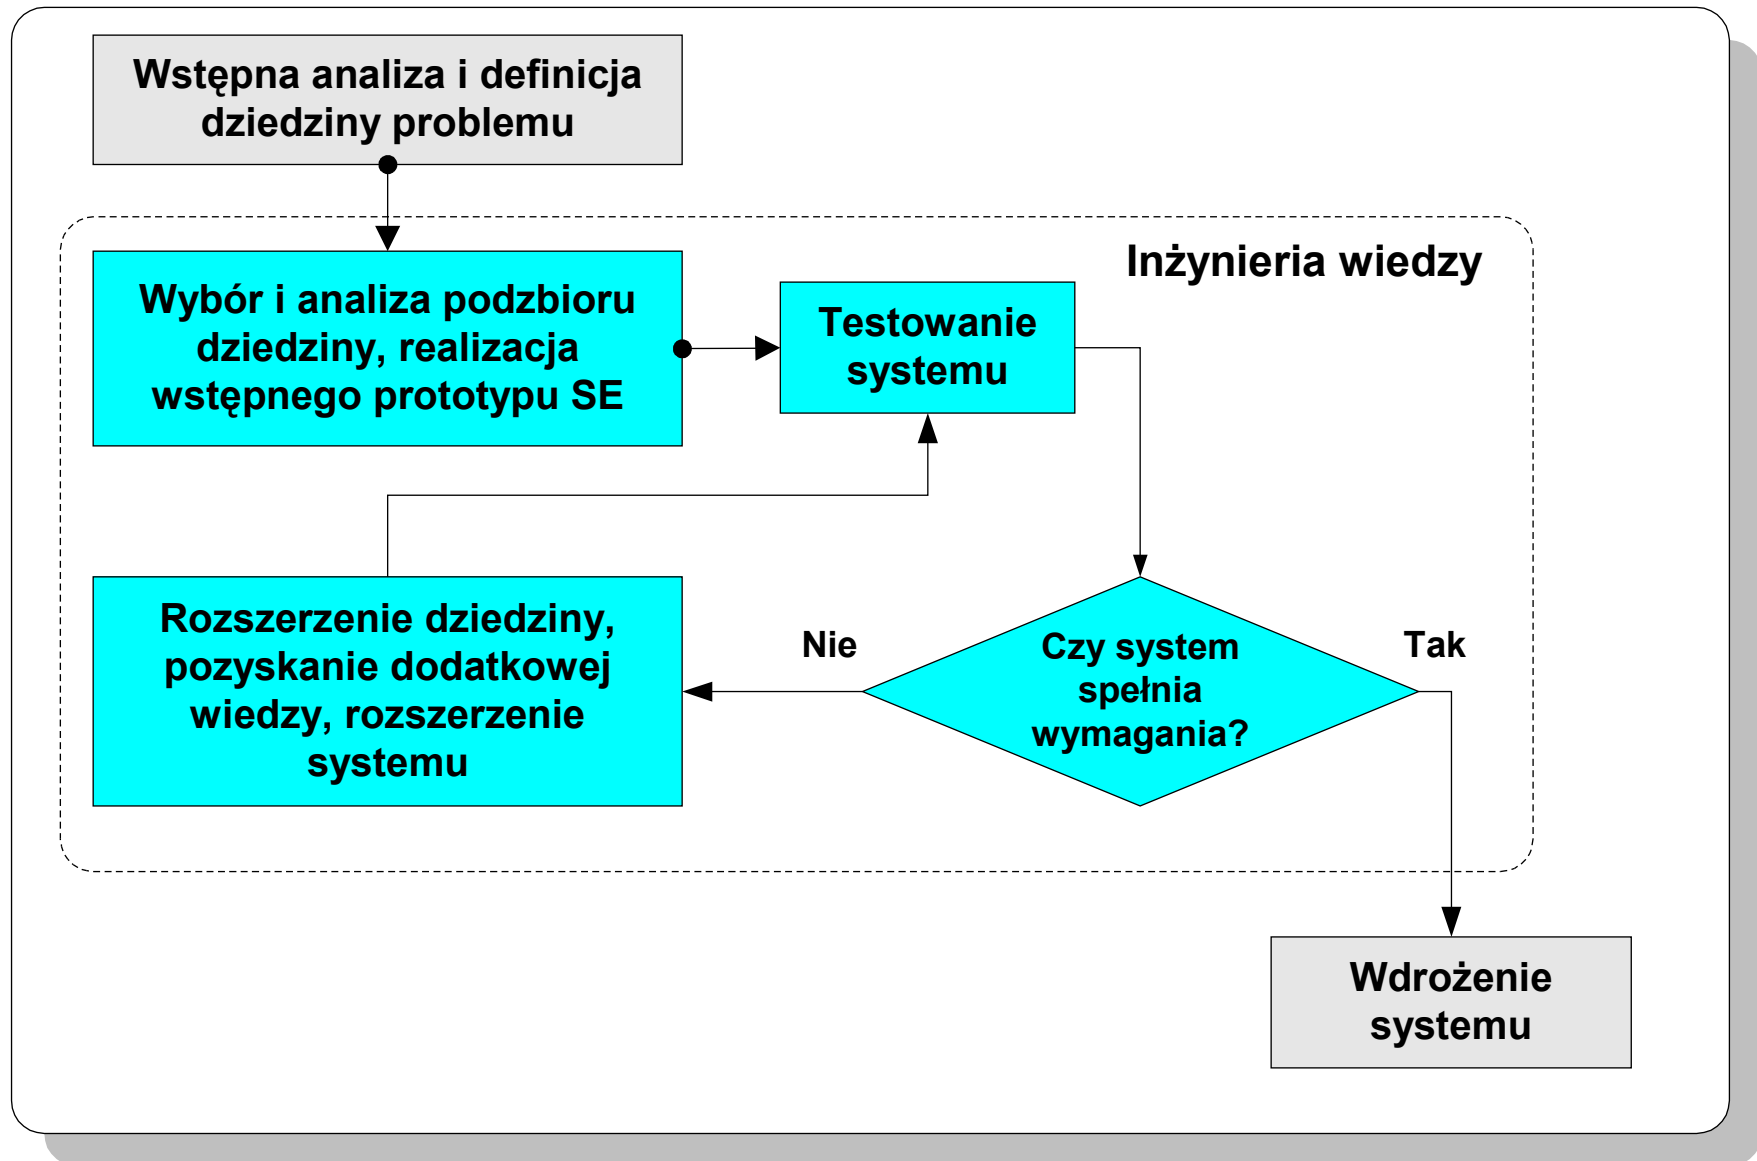 Wstępna analiza i definicja
dziedziny problemu
Inżynieria wiedzy
Wybór i analiza podzbioru
dziedziny, realizacja
wstępnego prototypu SE
Testowanie
systemu
Rozszerzenie dziedziny,
pozyskanie dodatkowej
wiedzy, rozszerzenie
systemu
Nie
Czy system
spełnia
wymagania?
Tak
Wdrożenie
systemu